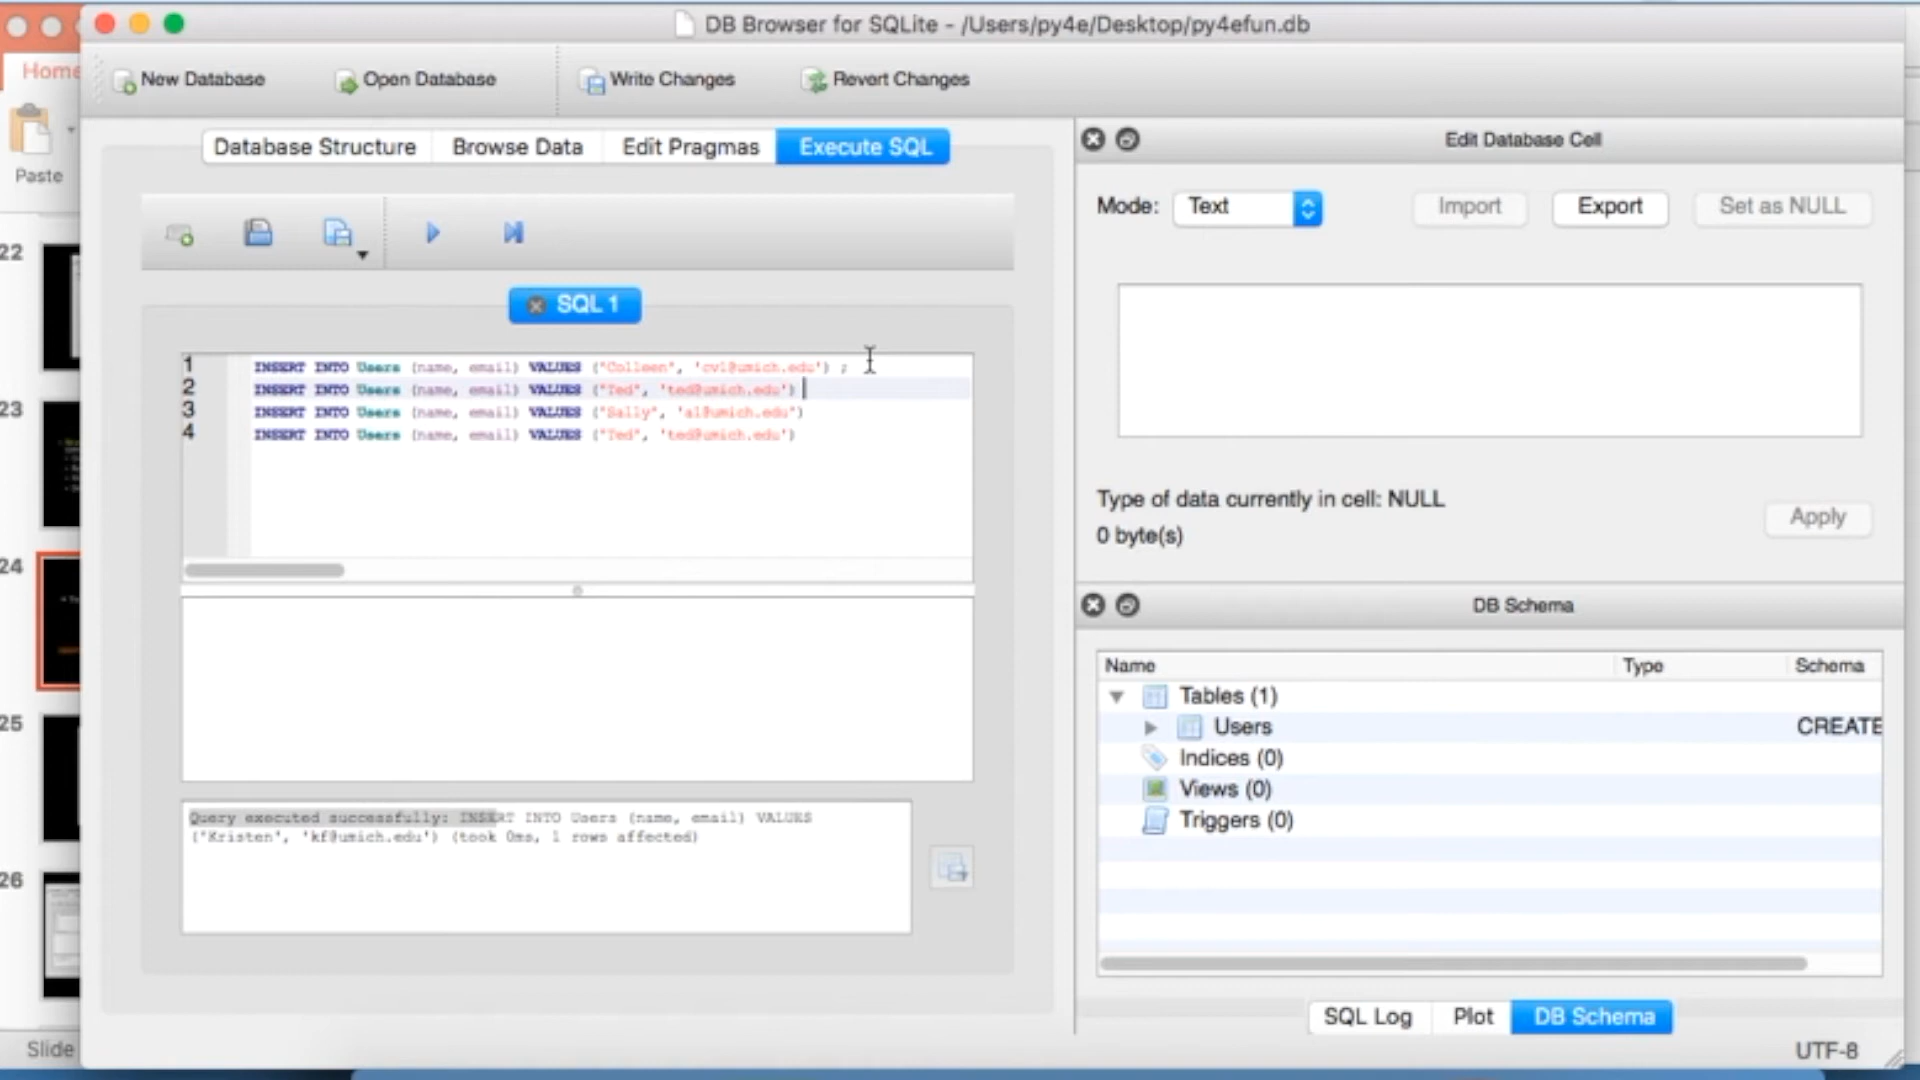 DB Browser for SQLite - /Users/py4e/Desktop/py4efun.db
Home
New Database
Open Database
Write Changes
Revert Changes
Paste
Database Structure
Browse Data
Edit Pragmas
Execute SQL
Edit Database Cell
Mode:
Text
Import
Export
Set as NULL
22
23
24
25
26
SQL 1
1 INSERT INTO Users (name, email) VALUES ("Colleen", 'cvl@umich.edu') ;
2 INSERT INTO Users (name, email) VALUES ("Ted", 'ted@umich.edu')
3 INSERT INTO Users (name, email) VALUES ("Sally", 'a1@umich.edu")
4 INSERT INTO Users (name, email) VALUES ("Ted", 'ted@umich.edu')
Type of data currently in cell: NULL
0 byte(s)
Apply
DB Schema
Name
Type
Schema
Tables (1)
Users
CREATE
Indices (0)
Views (0)
Triggers (0)
Query executed successfully: INSERT INTO Users (name, email) VALUES
("Kristen", 'kf@umich.edu') (took 0ms, 1 rows affected)
SQL Log
Plot
DB Schema
Slide
UTF-8